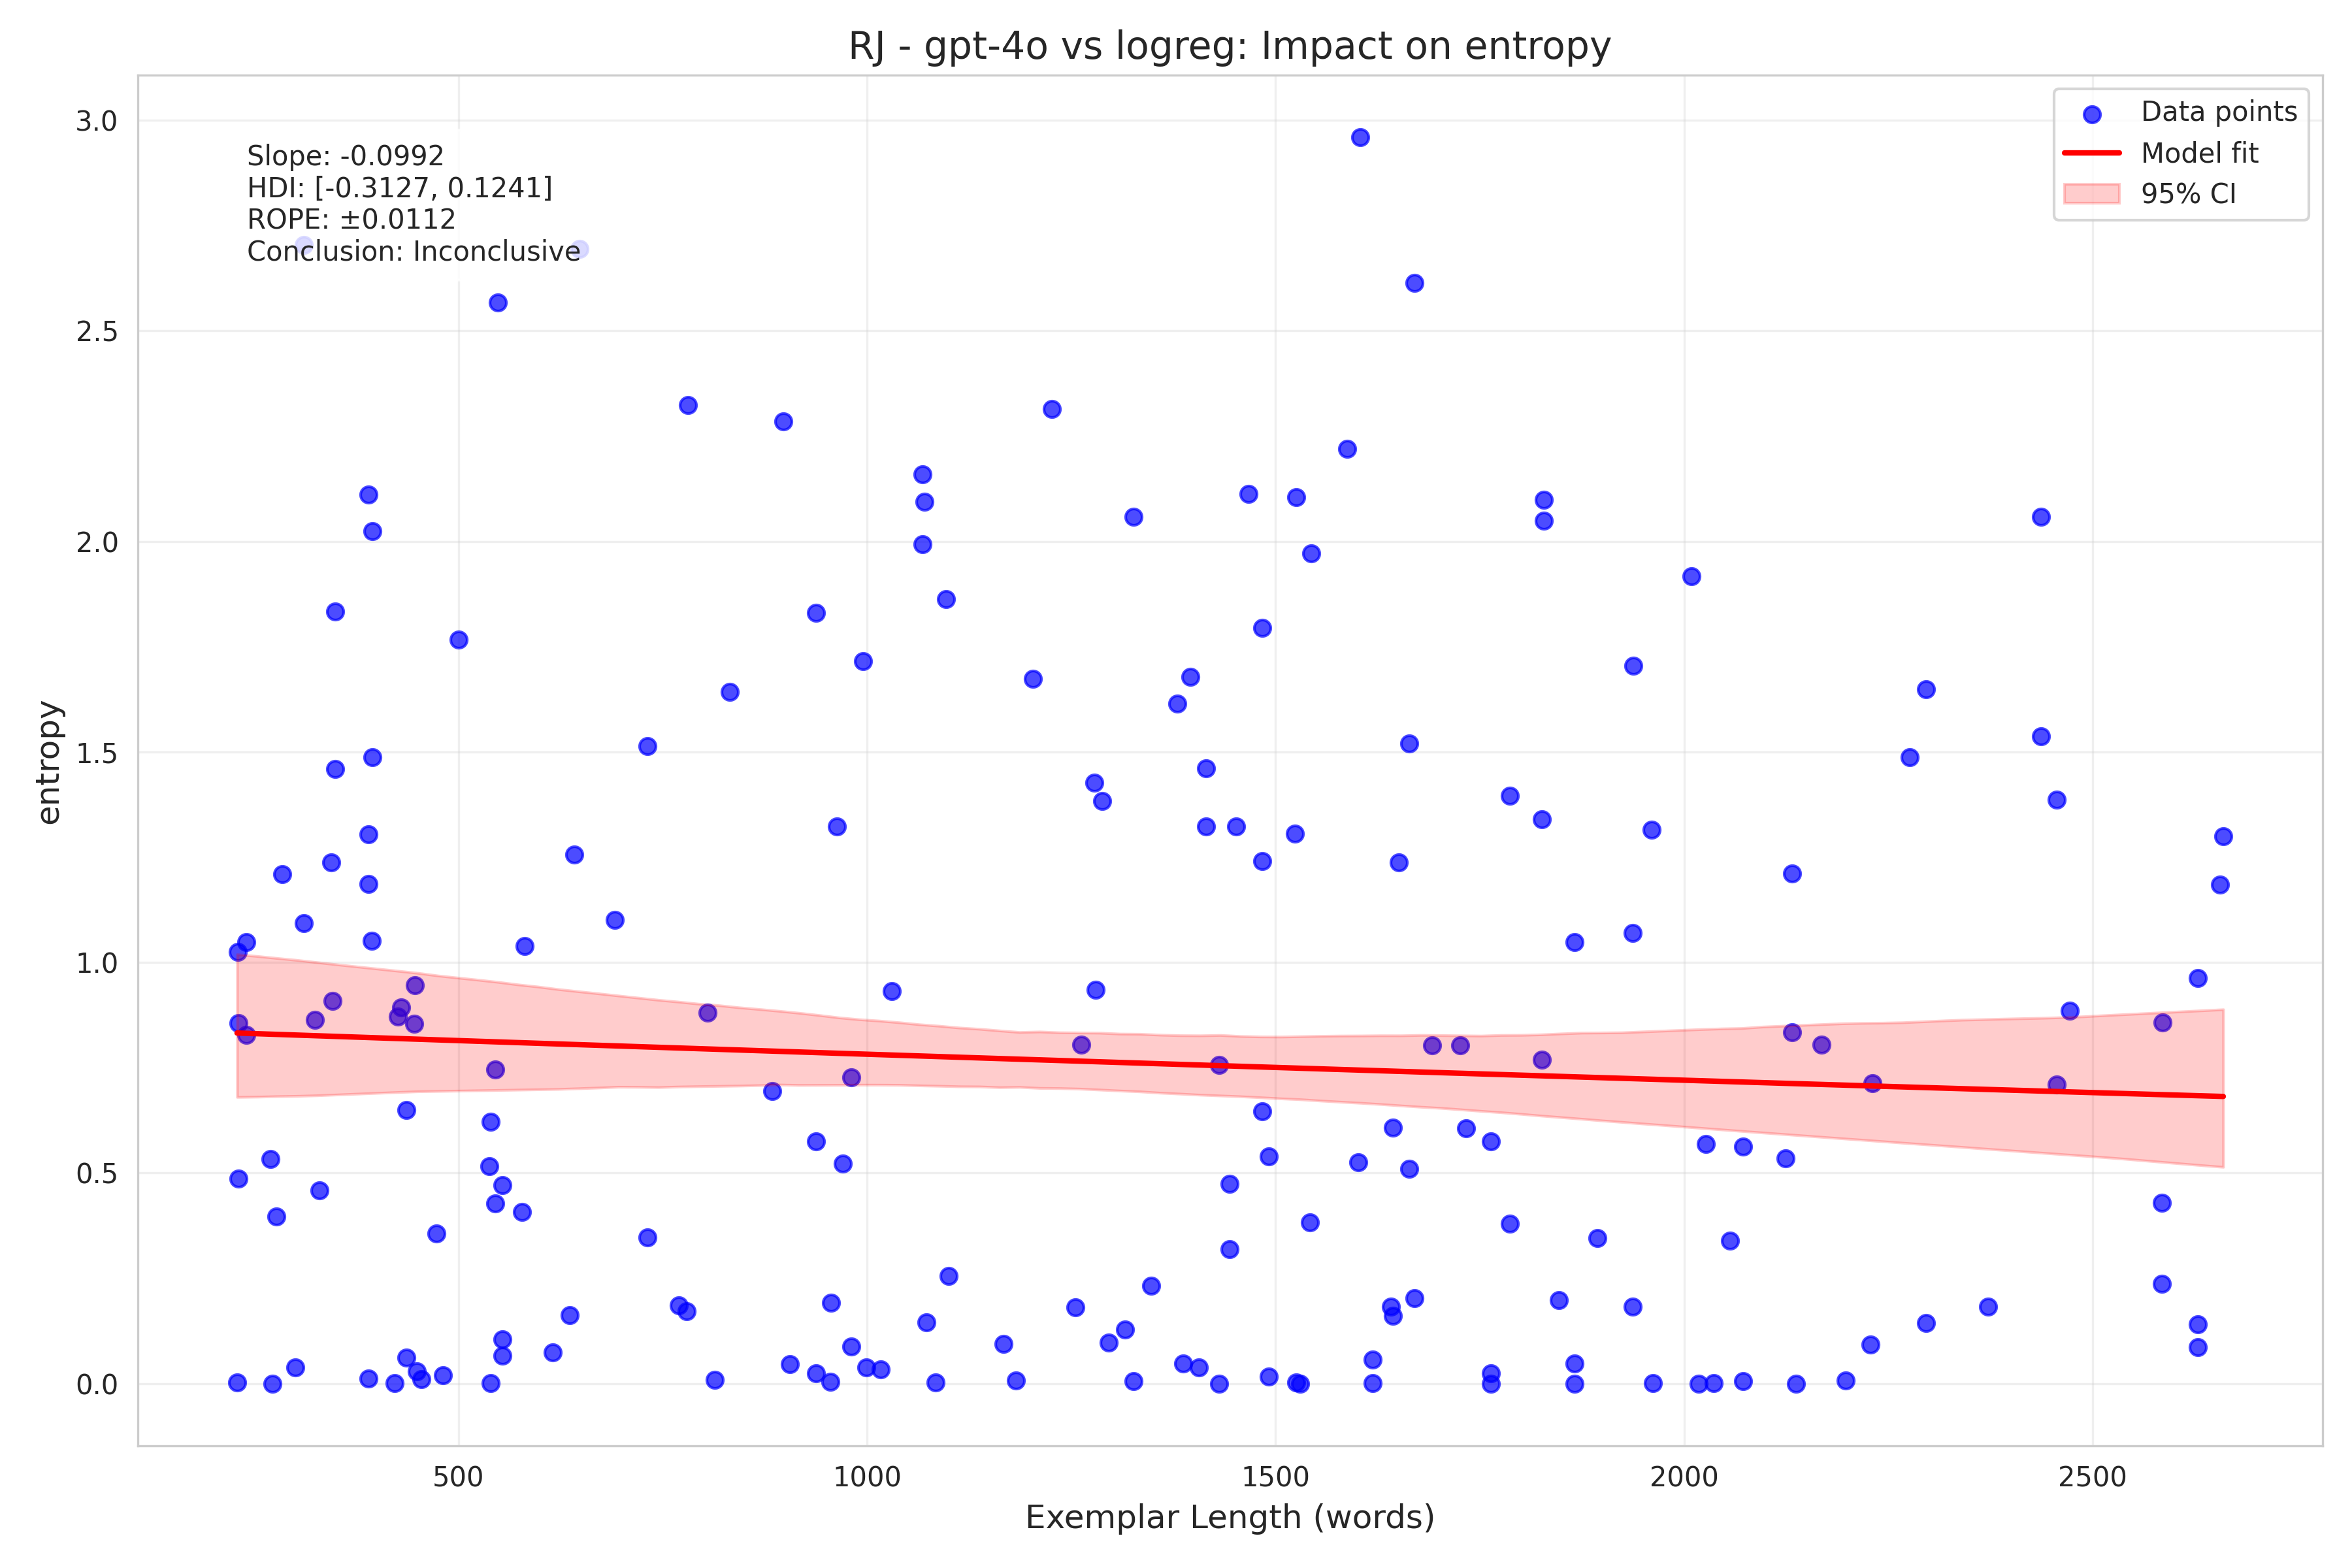 RJ - gpt-4o vs logreg: Impact on entropy
Slope: -0.0992
HDI: [-0.3127, 0.1241]
ROPE: ±0.0112
Conclusion: Inconclusive
Data points
Model fit
95% CI
entropy
3.0
2.5
2.0
1.5
1.0
0.5
0.0
500
1000
1500
2000
2500
Exemplar Length (words)